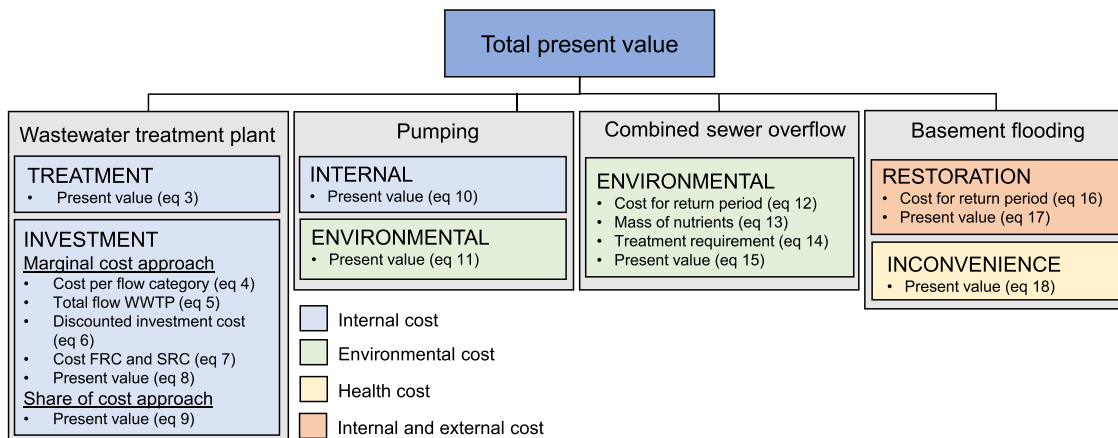 Total present value
Wastewater treatment plant
TREATMENT
• Present value (eq 3)
INVESTMENT
Marginal cost approach
• Cost per flow category (eq 4)
• Total flow WWTP (eq 5)
• Discounted investment cost
(eq 6)
• Cost FRC and SRC (eq 7)
• Present value (eq 8)
Share of cost approach
• Present value (eq 9)
Pumping
INTERNAL
• Present value (eq 10)
ENVIRONMENTAL
• Present value (eq 11)
Combined sewer overflow
ENVIRONMENTAL
• Cost for return period (eq 12)
• Mass of nutrients (eq 13)
• Treatment requirement (eq 14)
• Present value (eq 15)
Basement flooding
RESTORATION
• Cost for return period (eq 16)
• Present value (eq 17)
INCONVENIENCE
• Present value (eq 18)
Internal cost
Environmental cost
Health cost
Internal and external cost